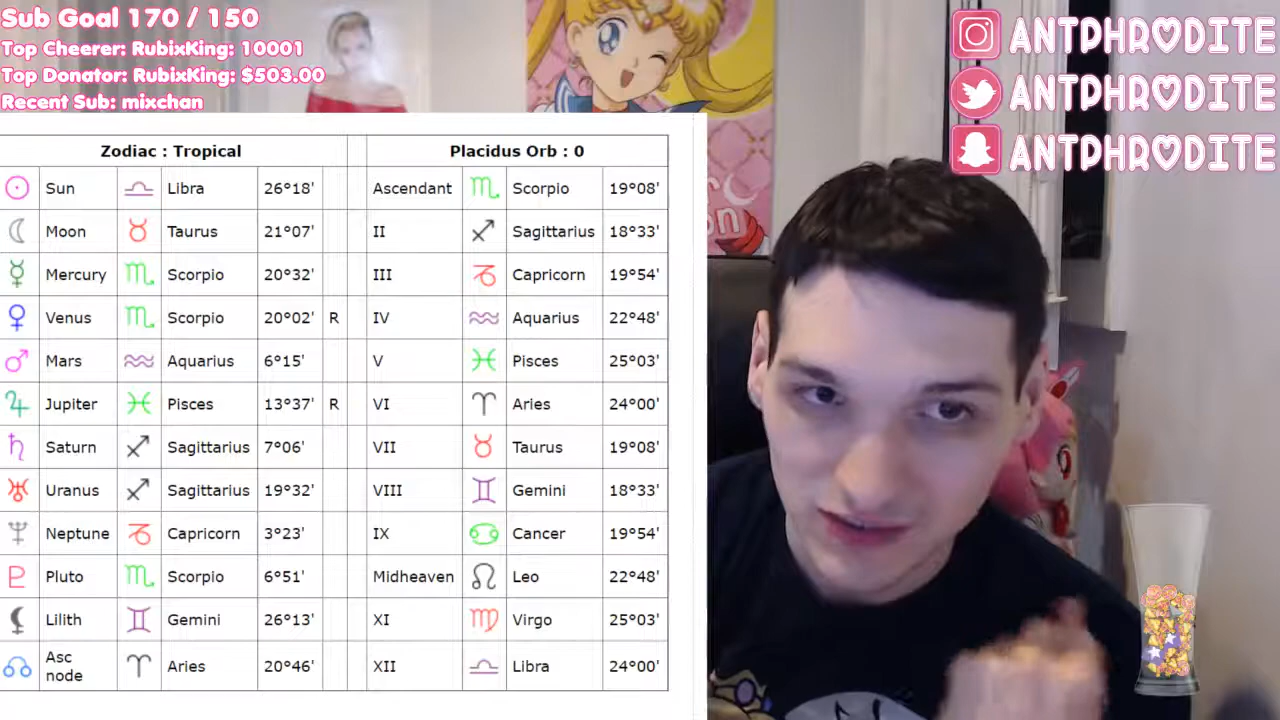 Sub Goal 170 / 150
Top Cheerer: RubixKing: 10001
Top Donator: RubixKing: $503.00
Recent Sub: mixchan
ANTPHRODITE
ANTPHRODITE
ANTPHRODITE
Zodiac : Tropical Placidus Orb : 0
Sun Libra 26°18' Ascendant Scorpio 19°08'
Moon Taurus 21°07' II Sagittarius 18°33'
Mercury Scorpio 20°32' III Capricorn 19°54'
Venus Scorpio 20°02' R IV Aquarius 22°48'
Mars Aquarius 6°15' V Pisces 25°03'
Jupiter Pisces 13°37' R VI Aries 24°00'
Saturn Sagittarius 7°06' VII Taurus 19°08'
Uranus Sagittarius 19°32' VIII Gemini 18°33'
Neptune Capricorn 3°23' IX Cancer 19°54'
Pluto Scorpio 6°51' Midheaven Leo 22°48'
Lilith Gemini 26°13' XI Virgo 25°03'
Asc node Aries 20°46' XII Libra 24°00'